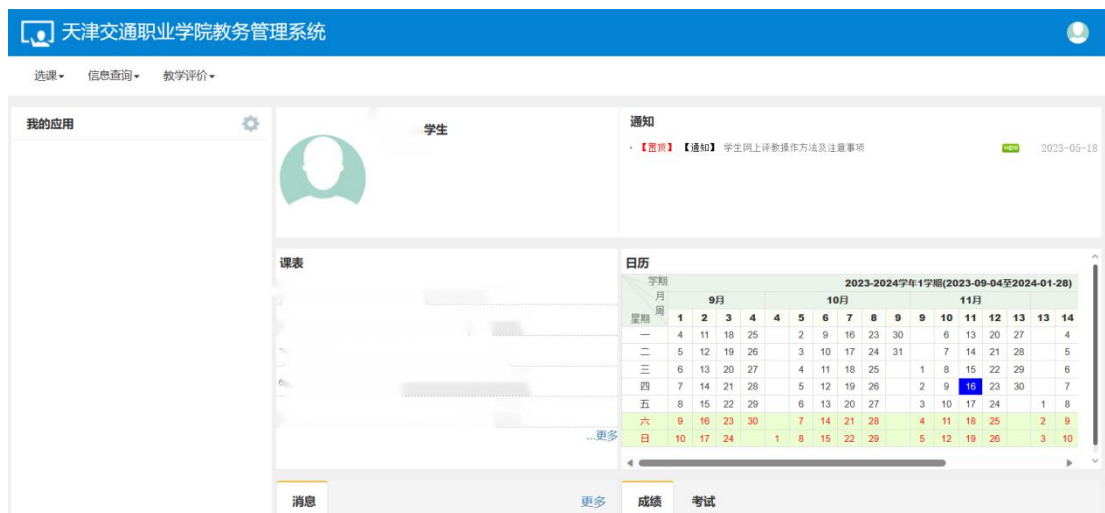 天津交通职业学院教务管理系统
选课 信息查询 教学评价
我的应用
学生
通知
· 【置顶】 【通知】 学生网上评教操作方法及注意事项 2023-05-18
课表
...更多
日历
学期 2023-2024学年1学期(2023-09-04至2024-01-28)
月 9月 10月 11月
周
星期 1 2 3 4 4 5 6 7 8 9 9 10 11 12 13 13 14
一 4 11 18 25 2 9 16 23 30 6 13 20 27 4
二 5 12 19 26 3 10 17 24 31 7 14 21 28 5
三 6 13 20 27 4 11 18 25 1 8 15 22 29 6
四 7 14 21 28 5 12 19 26 2 9 16 23 30 7
五 8 15 22 29 6 13 20 27 3 10 17 24 1 8
六 9 16 23 30 7 14 21 28 4 11 18 25 2 9
日 10 17 24 1 8 15 22 29 5 12 19 26 3 10
消息 更多
成绩 考试